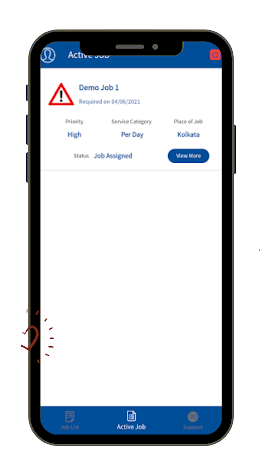 Active Job
Demo Job 1
Required on 04/06/2021
Priority Service Category Place of Job
High Per Day Kolkata
Status Job Assigned View More
Job List Active Job Support